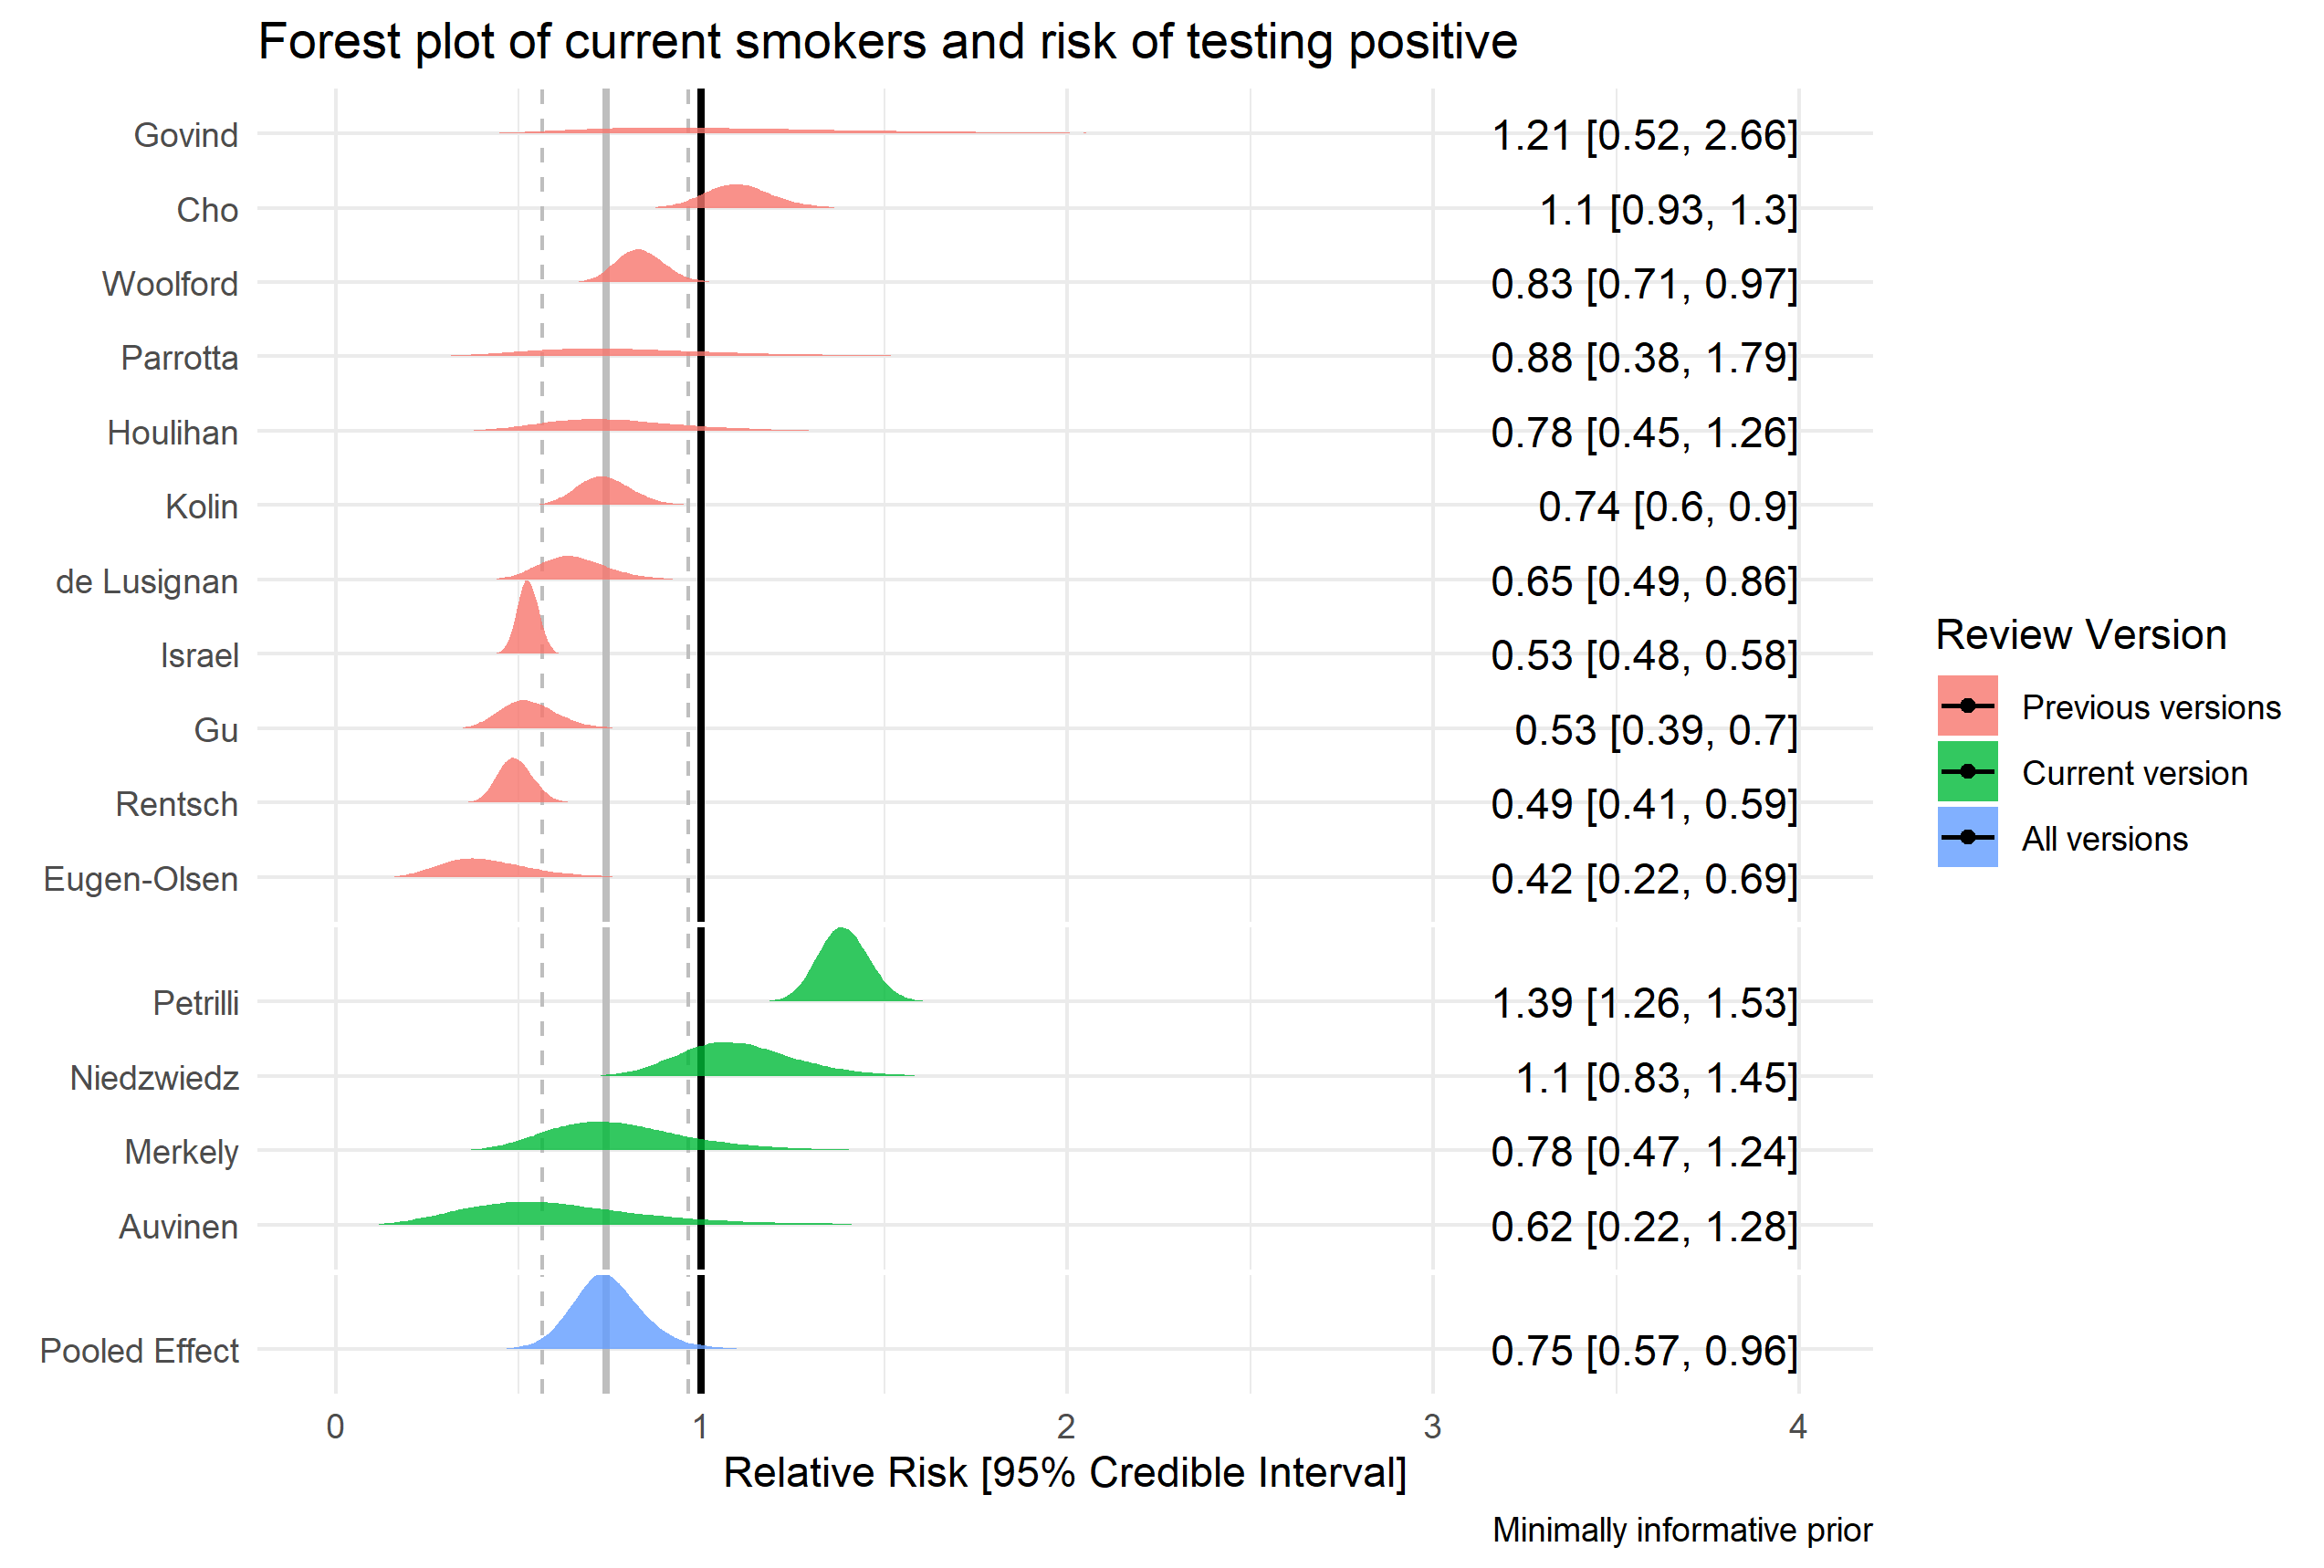 Forest plot of current smokers and risk of testing positive
Govind 1.21 [0.52, 2.66]
Cho 1.1 [0.93, 1.3]
Woolford 0.83 [0.71, 0.97]
Parrotta 0.88 [0.38, 1.79]
Houlihan 0.78 [0.45, 1.26]
Kolin 0.74 [0.6, 0.9]
de Lusignan 0.65 [0.49, 0.86]
Israel 0.53 [0.48, 0.58]
Gu 0.53 [0.39, 0.7]
Rentsch 0.49 [0.41, 0.59]
Eugen-Olsen 0.42 [0.22, 0.69]
Petrilli 1.39 [1.26, 1.53]
Niedzwiedz 1.1 [0.83, 1.45]
Merkely 0.78 [0.47, 1.24]
Auvinen 0.62 [0.22, 1.28]
Pooled Effect 0.75 [0.57, 0.96]
0 1 2 3 4
Relative Risk [95% Credible Interval]
Minimally informative prior
Review Version
Previous versions
Current version
All versions